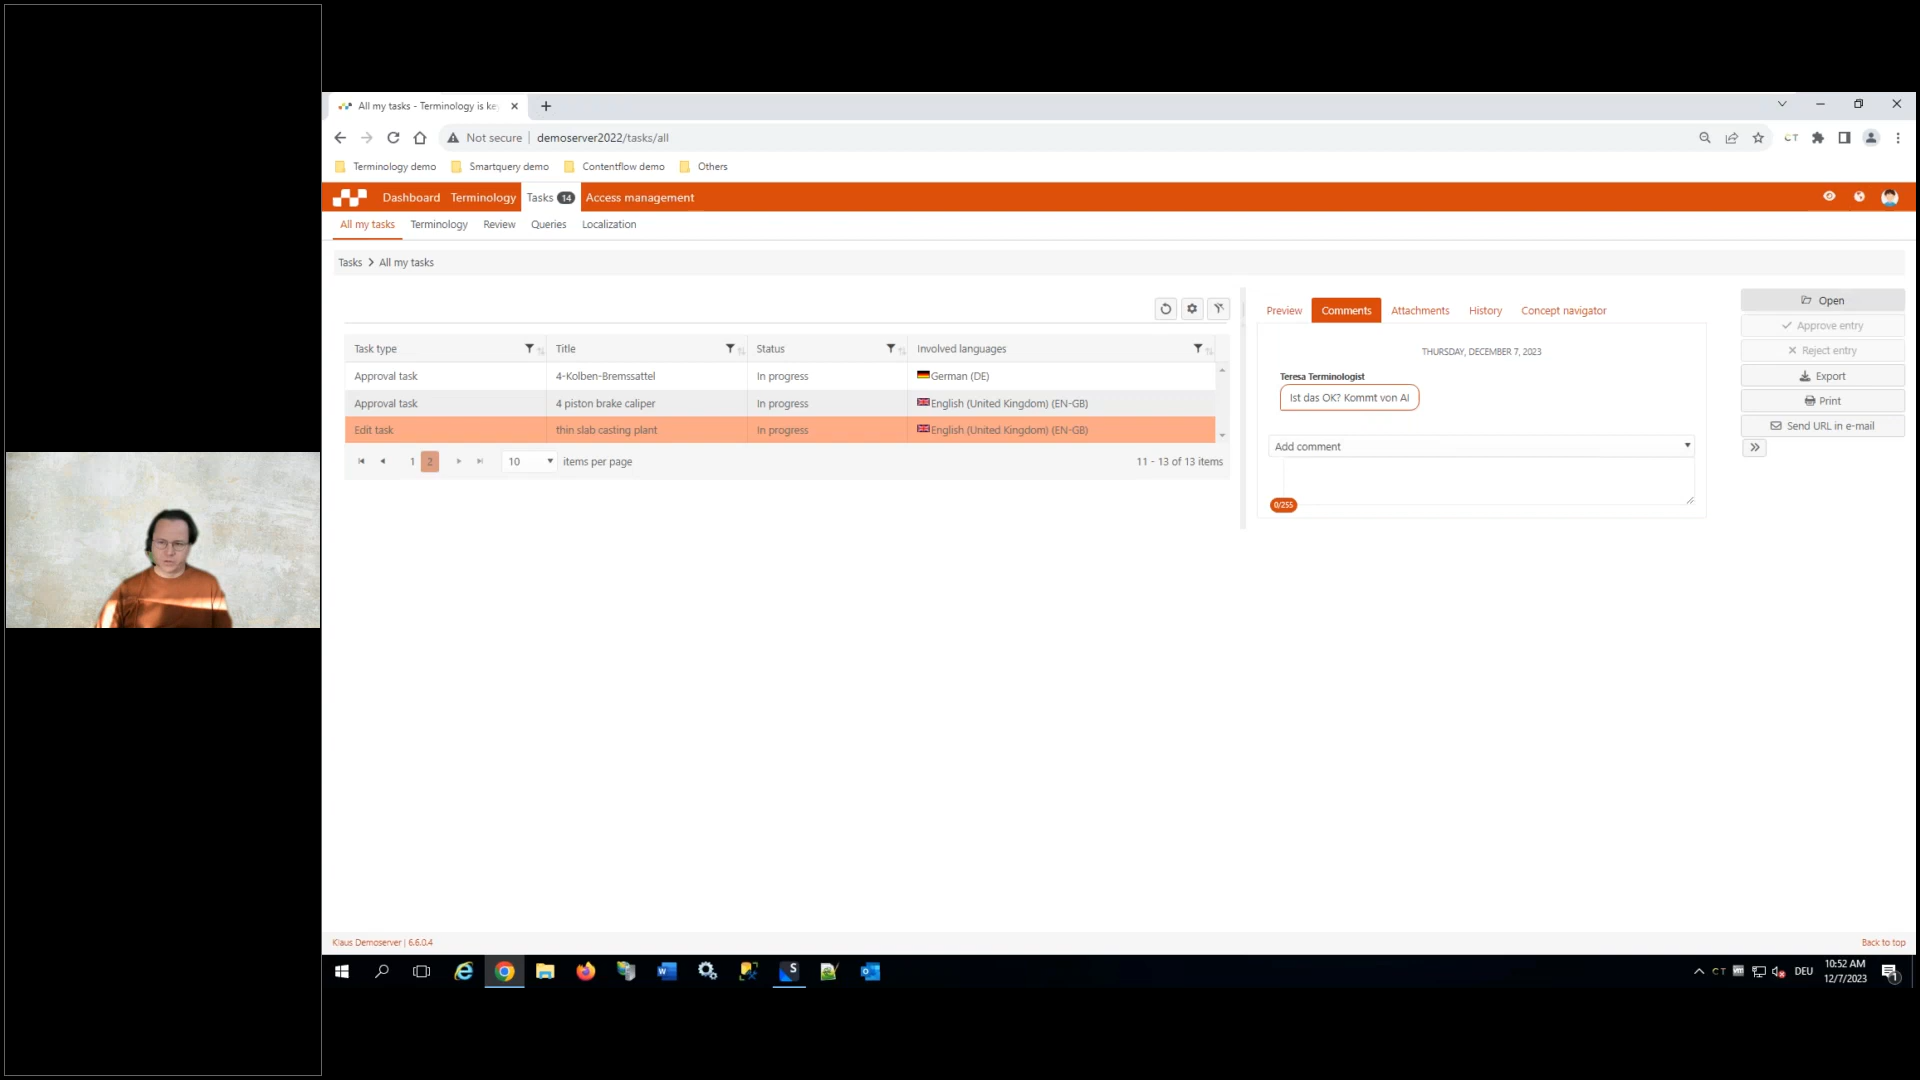 All my tasks - Terminology is ke
Not secure demoserver2022/tasks/all
CT
Terminology demo Smartquery demo Contentflow demo Others
Dashboard Terminology Tasks 14 Access management
All my tasks Terminology Review Queries Localization
Tasks > All my tasks
Task type Title Status Involved languages
Approval task 4-Kolben-Bremssattel In progress German (DE)
Approval task 4 piston brake caliper In progress English (United Kingdom) (EN-GB)
Edit task thin slab casting plant In progress English (United Kingdom) (EN-GB)
1 2 10 items per page 11 - 13 of 13 items
Preview Comments Attachments History Concept navigator
THURSDAY, DECEMBER 7, 2023
Teresa Terminologist
Ist das OK? Kommt von AI
Add comment
0/255
Open
Approve entry
Reject entry
Export
Print
Send URL in e-mail
Klaus Demoserver | 6.6.0.4
Back to top
CT DEU 10:52 AM
12/7/2023
1